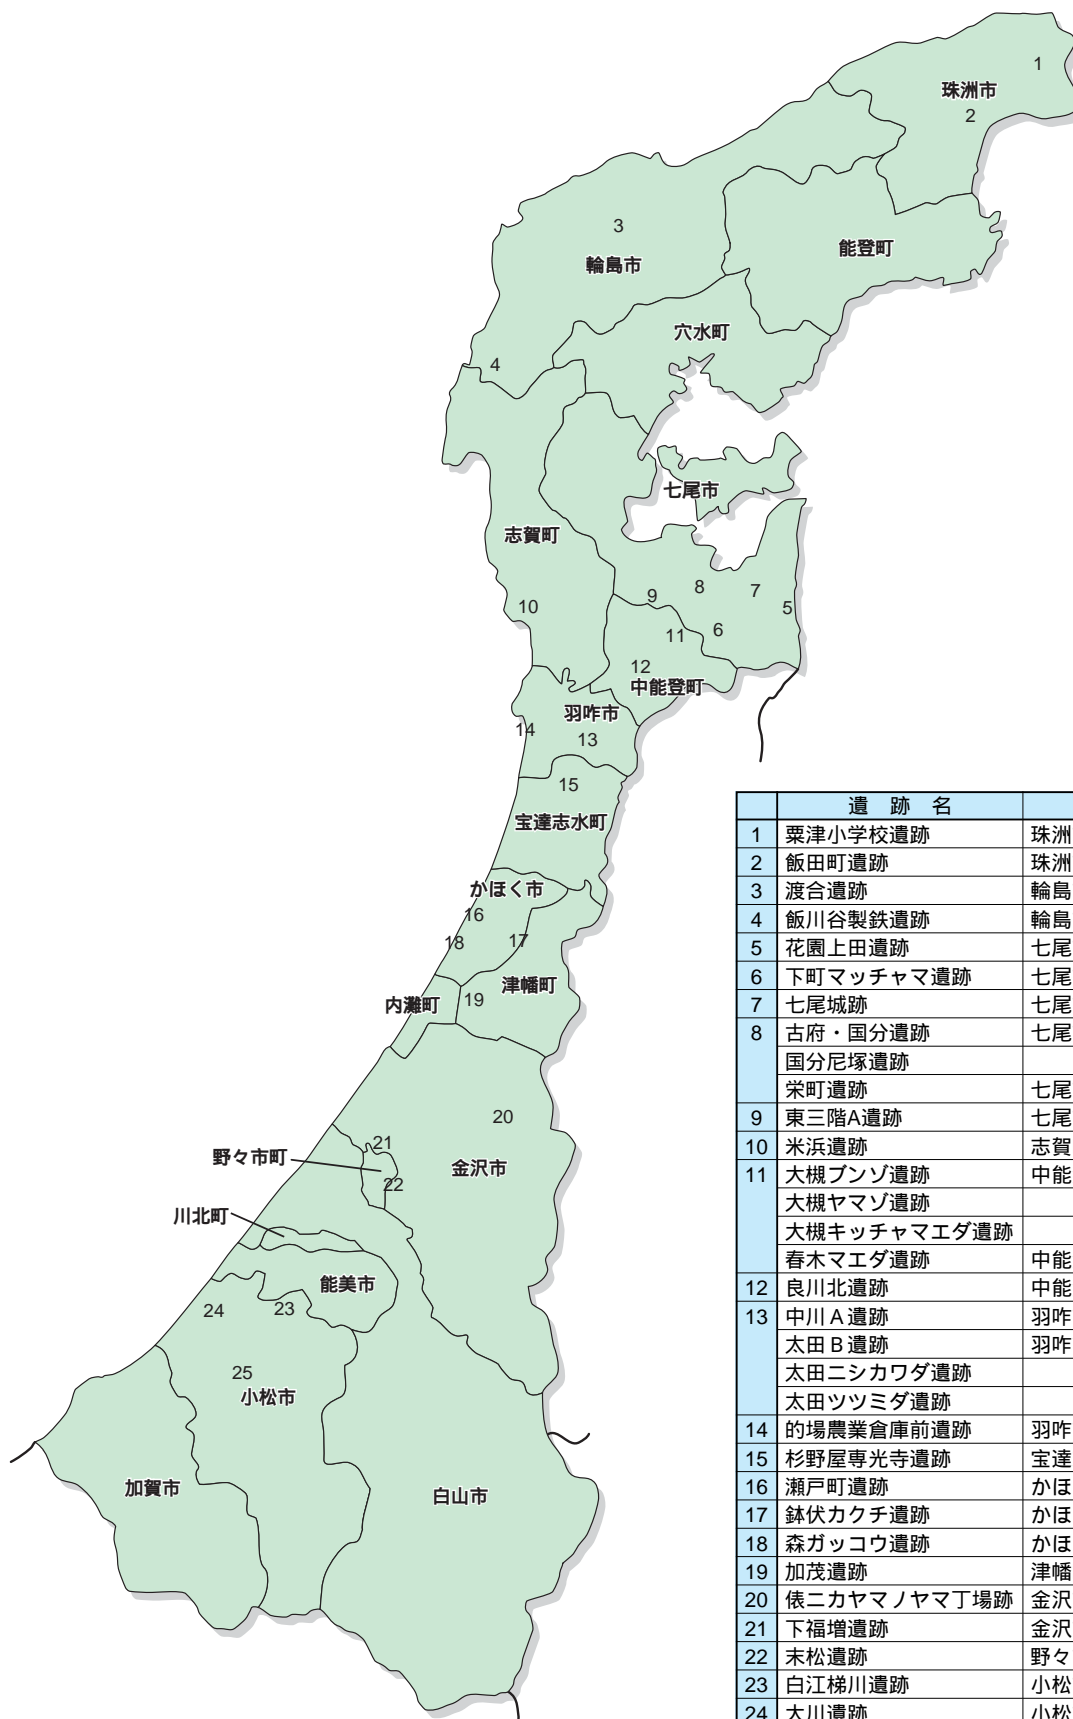 1
珠洲市
2
3
輪島市
能登町
穴水町
4
七尾市
志賀町
8
7
9
5
10
6
11
12
中能登町
羽咋市
14
13
15
宝達志水町
かほく市
16
17
18
津幡町
19
内灘町
20
21
野々市町
金沢市
22
川北町
能美市
24
23
25
小松市
加賀市
白山市
遺 跡 名
1 粟津小学校遺跡 珠洲
2 飯田町遺跡 珠洲
3 渡合遺跡 輪島
4 飯川谷製鉄遺跡 輪島
5 花園上田遺跡 七尾
6 下町マッチャマ遺跡 七尾
7 七尾城跡 七尾
8 古府・国分遺跡 七尾
国分尼塚遺跡
栄町遺跡 七尾
9 東三階A遺跡 七尾
10 米浜遺跡 志賀
11 大槻ブンゾ遺跡 中能
大槻ヤマゾ遺跡
大槻キッチャマエダ遺跡
春木マエダ遺跡 中能
12 良川北遺跡 中能
13 中川A遺跡 羽咋
太田B遺跡 羽咋
太田ニシカワダ遺跡
太田ツツミダ遺跡
14 的場農業倉庫前遺跡 羽咋
15 杉野屋専光寺遺跡 宝達
16 瀬戸町遺跡 かほ
17 鉢伏カクチ遺跡 かほ
18 森ガッコウ遺跡 かほ
19 加茂遺跡 津幡
20 俵ニカヤマノヤマ丁場跡 金沢
21 下福増遺跡 金沢
22 末松遺跡 野々
23 白江梯川遺跡 小松
24 大川遺跡 小松